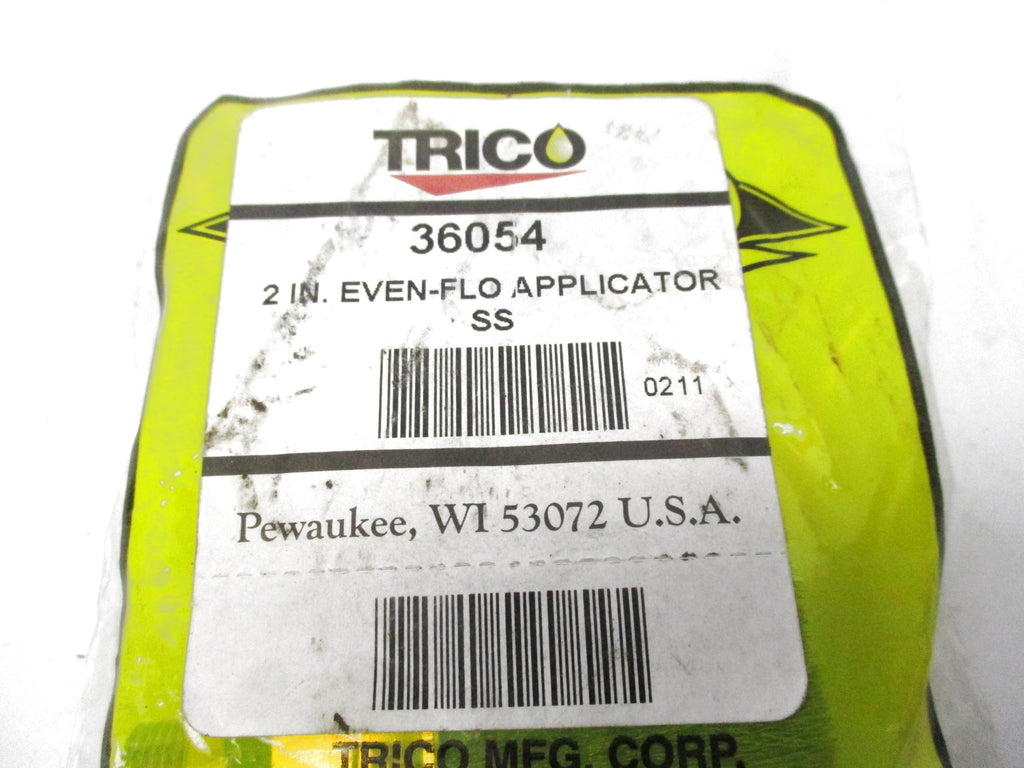 TRICO
36054
2 IN. EVEN-FLO APPLICATOR
SS
0211
Pewaukee, WI 53072 U.S.A.
TRICO MFG. CORP.